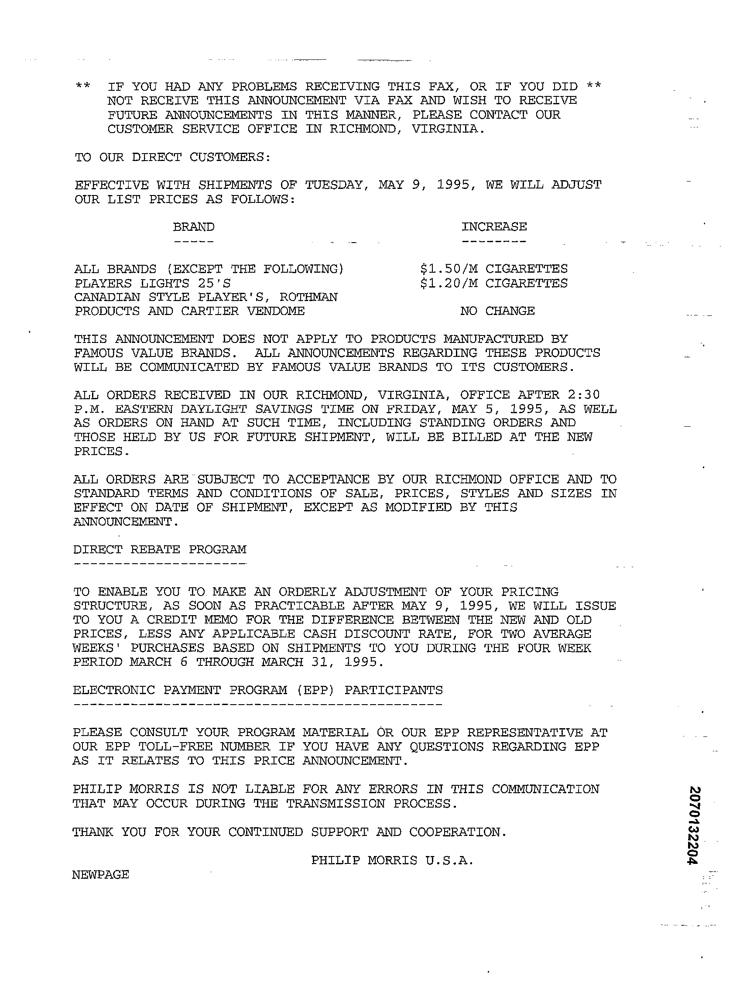 ** IF YOU HAD ANY PROBLEMS RECEIVING THIS FAX, OR IF YOU DID **
NOT RECEIVE THIS ANNOUNCEMENT VIA FAX AND WISH TO RECEIVE
FUTURE ANNOUNCEMENTS IN THIS MANNER, PLEASE CONTACT OUR
CUSTOMER SERVICE OFFICE IN RICHMOND, VIRGINIA.
TO OUR DIRECT CUSTOMERS:
EFFECTIVE WITH SHIPMENTS OF TUESDAY, MAY 9, 1995, WE WILL ADJUST
OUR LIST PRICES AS FOLLOWS:
BRAND INCREASE
----- --------
ALL BRANDS (EXCEPT THE FOLLOWING) $1.50/M CIGARETTES
PLAYERS LIGHTS 25'S $1.20/M CIGARETTES
CANADIAN STYLE PLAYER'S, ROTHMAN
PRODUCTS AND CARTIER VENDOME NO CHANGE
THIS ANNOUNCEMENT DOES NOT APPLY TO PRODUCTS MANUFACTURED BY
FAMOUS VALUE BRANDS. ALL ANNOUNCEMENTS REGARDING THESE PRODUCTS
WILL BE COMMUNICATED BY FAMOUS VALUE BRANDS TO ITS CUSTOMERS.
ALL ORDERS RECEIVED IN OUR RICHMOND, VIRGINIA, OFFICE AFTER 2:30
P.M. EASTERN DAYLIGHT SAVINGS TIME ON FRIDAY, MAY 5, 1995, AS WELL
AS ORDERS ON HAND AT SUCH TIME, INCLUDING STANDING ORDERS AND
THOSE HELD BY US FOR FUTURE SHIPMENT, WILL BE BILLED AT THE NEW
PRICES.
ALL ORDERS ARE SUBJECT TO ACCEPTANCE BY OUR RICHMOND OFFICE AND TO
STANDARD TERMS AND CONDITIONS OF SALE, PRICES, STYLES AND SIZES IN
EFFECT ON DATE OF SHIPMENT, EXCEPT AS MODIFIED BY THIS
ANNOUNCEMENT.
DIRECT REBATE PROGRAM
---------------------
TO ENABLE YOU TO MAKE AN ORDERLY ADJUSTMENT OF YOUR PRICING
STRUCTURE, AS SOON AS PRACTICABLE AFTER MAY 9, 1995, WE WILL ISSUE
TO YOU A CREDIT MEMO FOR THE DIFFERENCE BETWEEN THE NEW AND OLD
PRICES, LESS ANY APPLICABLE CASH DISCOUNT RATE, FOR TWO AVERAGE
WEEKS' PURCHASES BASED ON SHIPMENTS TO YOU DURING THE FOUR WEEK
PERIOD MARCH 6 THROUGH MARCH 31, 1995.
ELECTRONIC PAYMENT PROGRAM (EPP) PARTICIPANTS
---------------------------------------------
PLEASE CONSULT YOUR PROGRAM MATERIAL OR OUR EPP REPRESENTATIVE AT
OUR EPP TOLL-FREE NUMBER IF YOU HAVE ANY QUESTIONS REGARDING EPP
AS IT RELATES TO THIS PRICE ANNOUNCEMENT.
PHILIP MORRIS IS NOT LIABLE FOR ANY ERRORS IN THIS COMMUNICATION
THAT MAY OCCUR DURING THE TRANSMISSION PROCESS.
THANK YOU FOR YOUR CONTINUED SUPPORT AND COOPERATION.
PHILIP MORRIS U.S.A.
NEWPAGE
2070132204